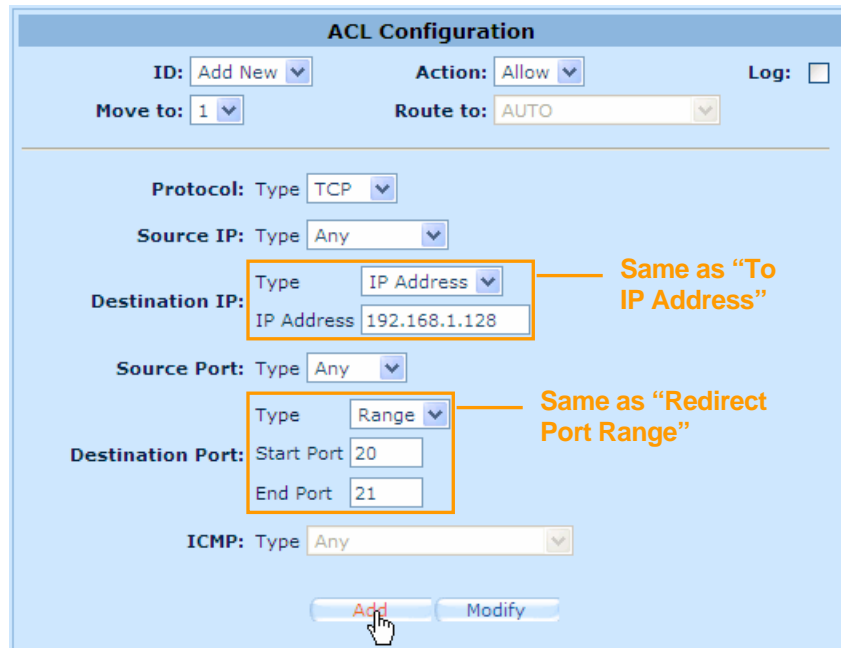 ACL Configuration
ID: Add New Action: Allow Log:
Move to: 1 Route to: AUTO
Protocol: Type TCP
Source IP: Type Any
Destination IP: Type IP Address
IP Address 192.168.1.128
Same as “To
IP Address”
Source Port: Type Any
Destination Port: Type Range
Start Port 20
End Port 21
Same as “Redirect
Port Range”
ICMP: Type Any
Add Modify